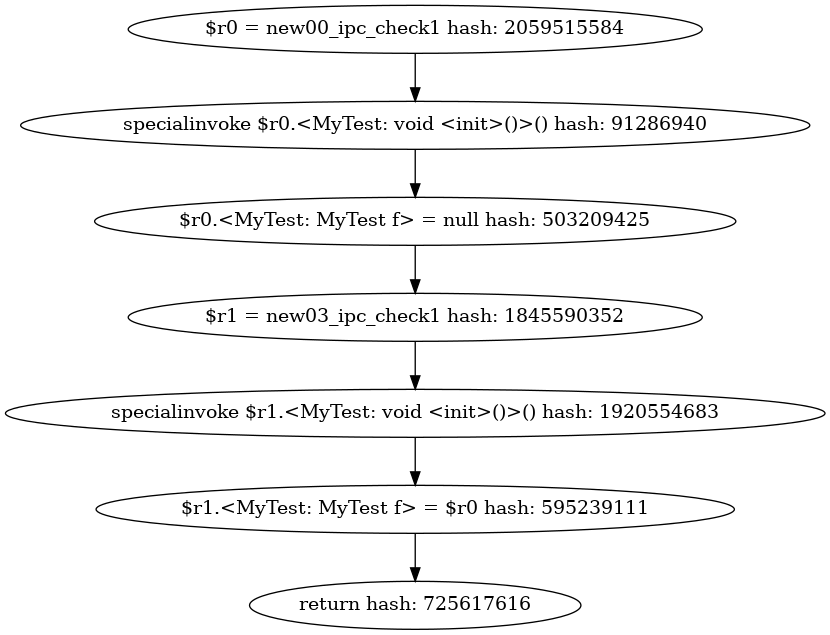 $r0 = new00_ipc_check1 hash: 2059515584
specialinvoke $r0.<MyTest: void <init>()>() hash: 91286940
$r0.<MyTest: MyTest f> = null hash: 503209425
$r1 = new03_ipc_check1 hash: 1845590352
specialinvoke $r1.<MyTest: void <init>()>() hash: 1920554683
$r1.<MyTest: MyTest f> = $r0 hash: 595239111
return hash: 725617616